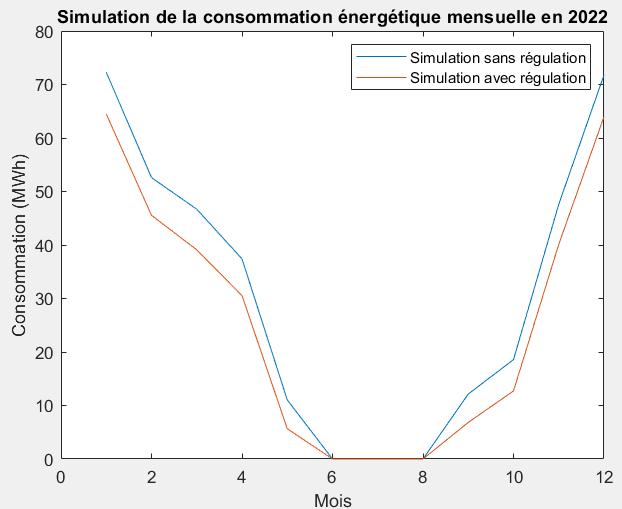 Simulation de la consommation énergétique mensuelle en 2022
Simulation sans régulation
Simulation avec régulation
Consommation (MWh)
80
70
60
50
40
30
20
10
0
0 2 4 6 8 10 12
Mois